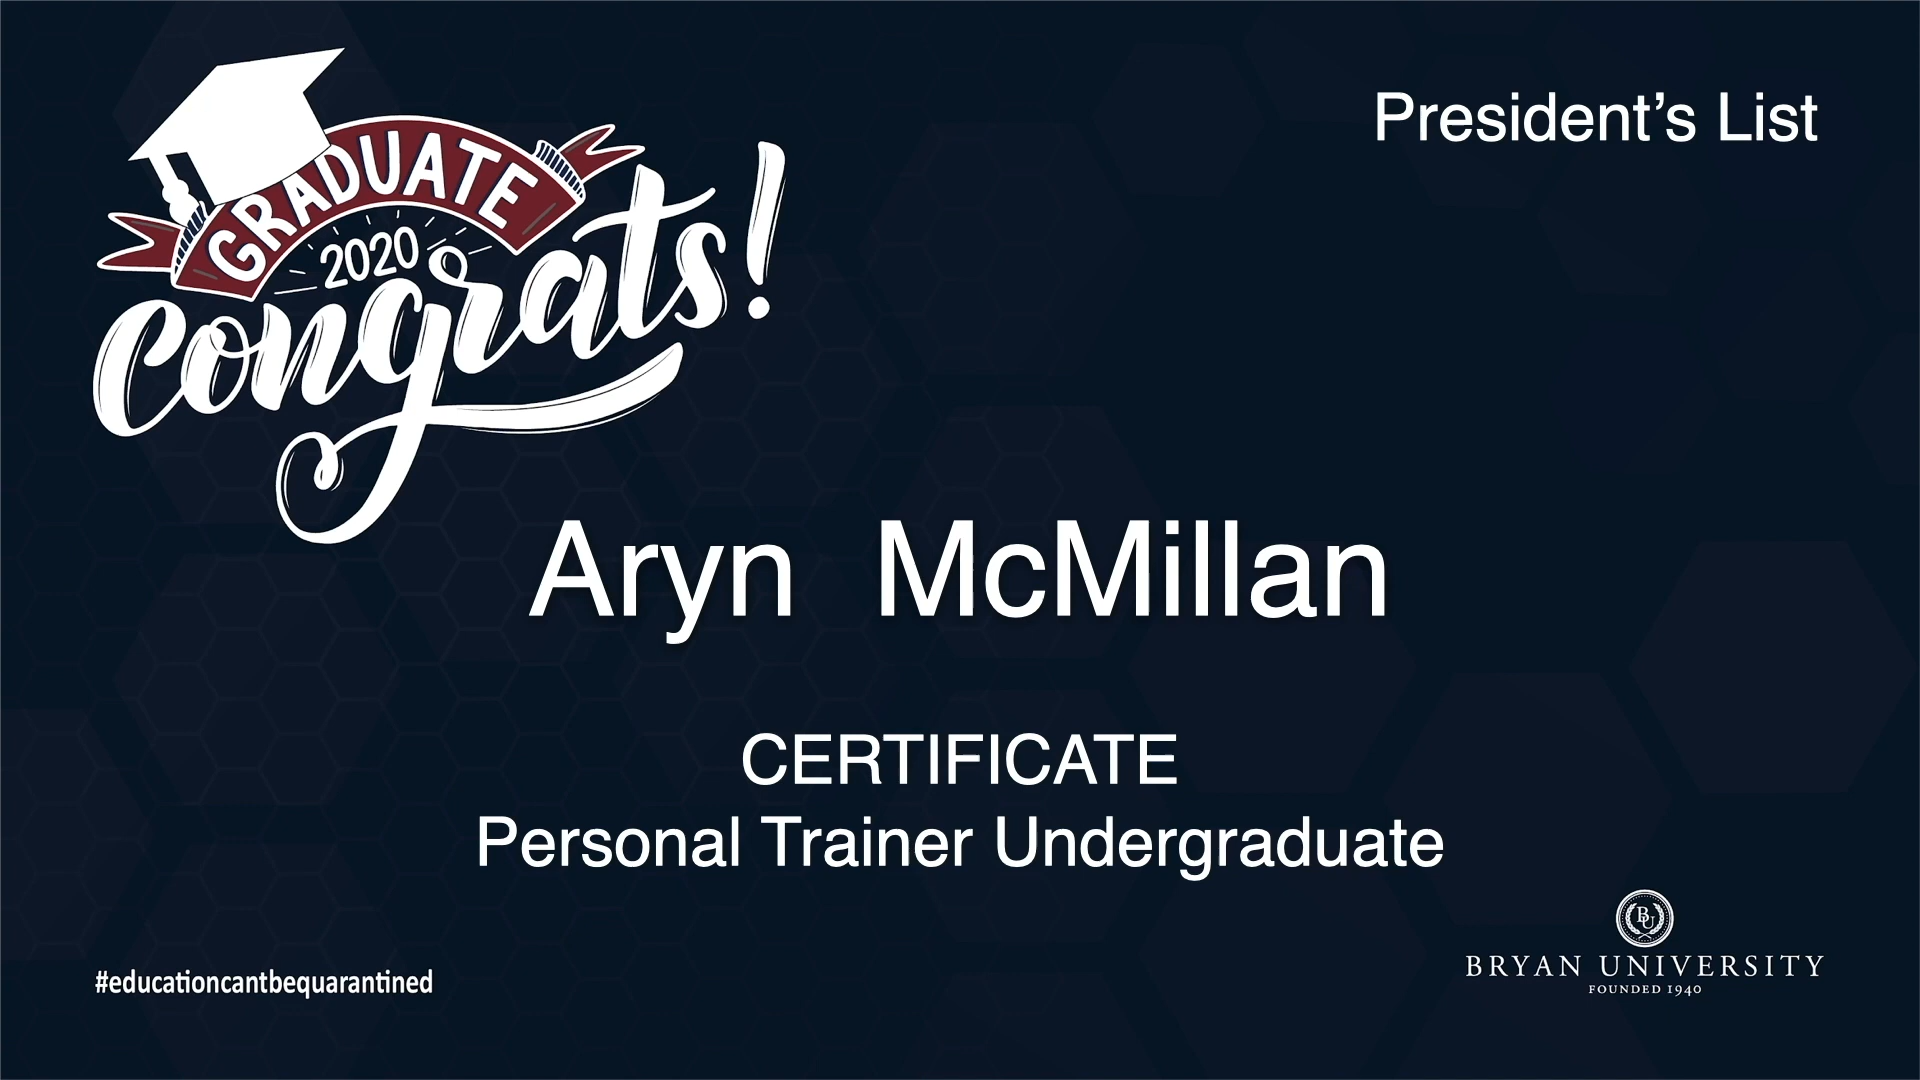 GRADUATE
2020
Congrats!
President’s List
Aryn McMillan
CERTIFICATE
Personal Trainer Undergraduate
#educationcantbequarantined
BU
BRYAN UNIVERSITY
FOUNDED 1940